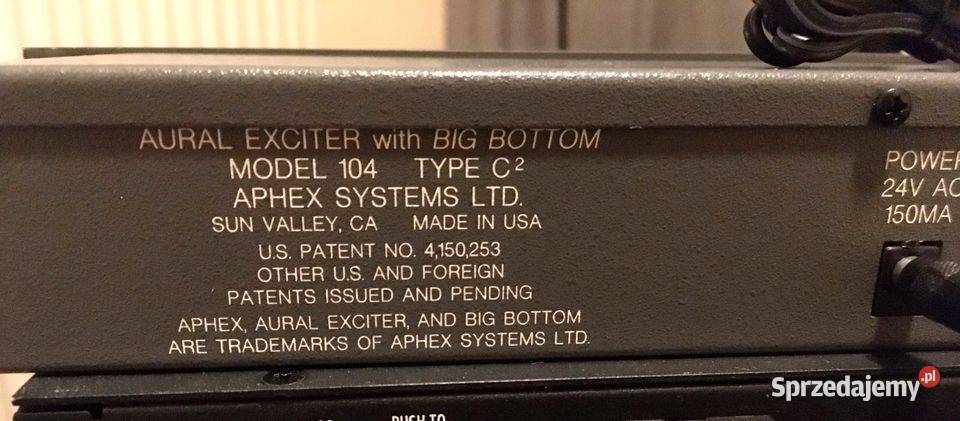 AURAL EXCITER with BIG BOTTOM
MODEL 104 TYPE C²
APHEX SYSTEMS LTD.
SUN VALLEY, CA MADE IN USA
U.S. PATENT NO. 4,150,253
OTHER U.S. AND FOREIGN
PATENTS ISSUED AND PENDING
APHEX, AURAL EXCITER, AND BIG BOTTOM
ARE TRADEMARKS OF APHEX SYSTEMS LTD.
POWER
24V AC
150MA
PUSH TO
Sprzedajemy.pl